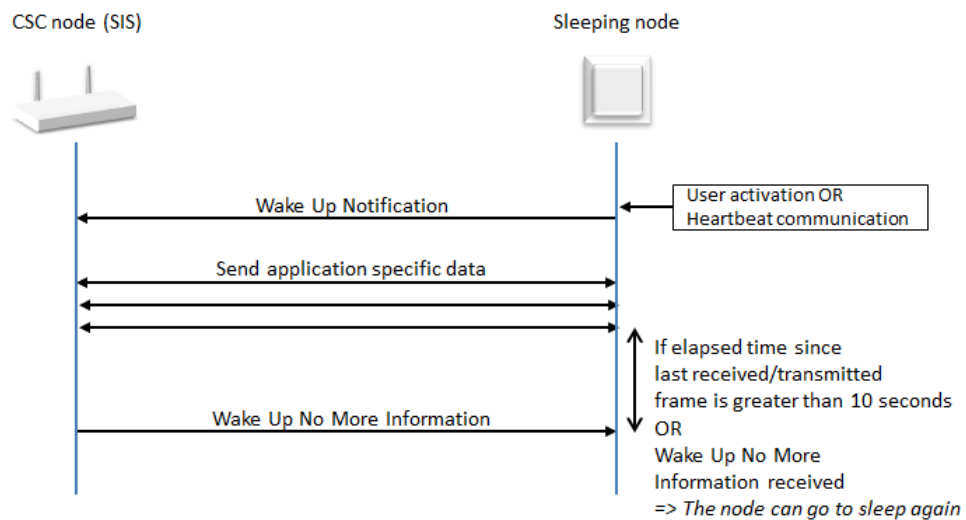 CSC node (SIS)
Sleeping node
User activation OR
Heartbeat communication
Wake Up Notification
Send application specific data
If elapsed time since
last received/transmitted
frame is greater than 10 seconds
OR
Wake Up No More
Information received
=> The node can go to sleep again
Wake Up No More Information